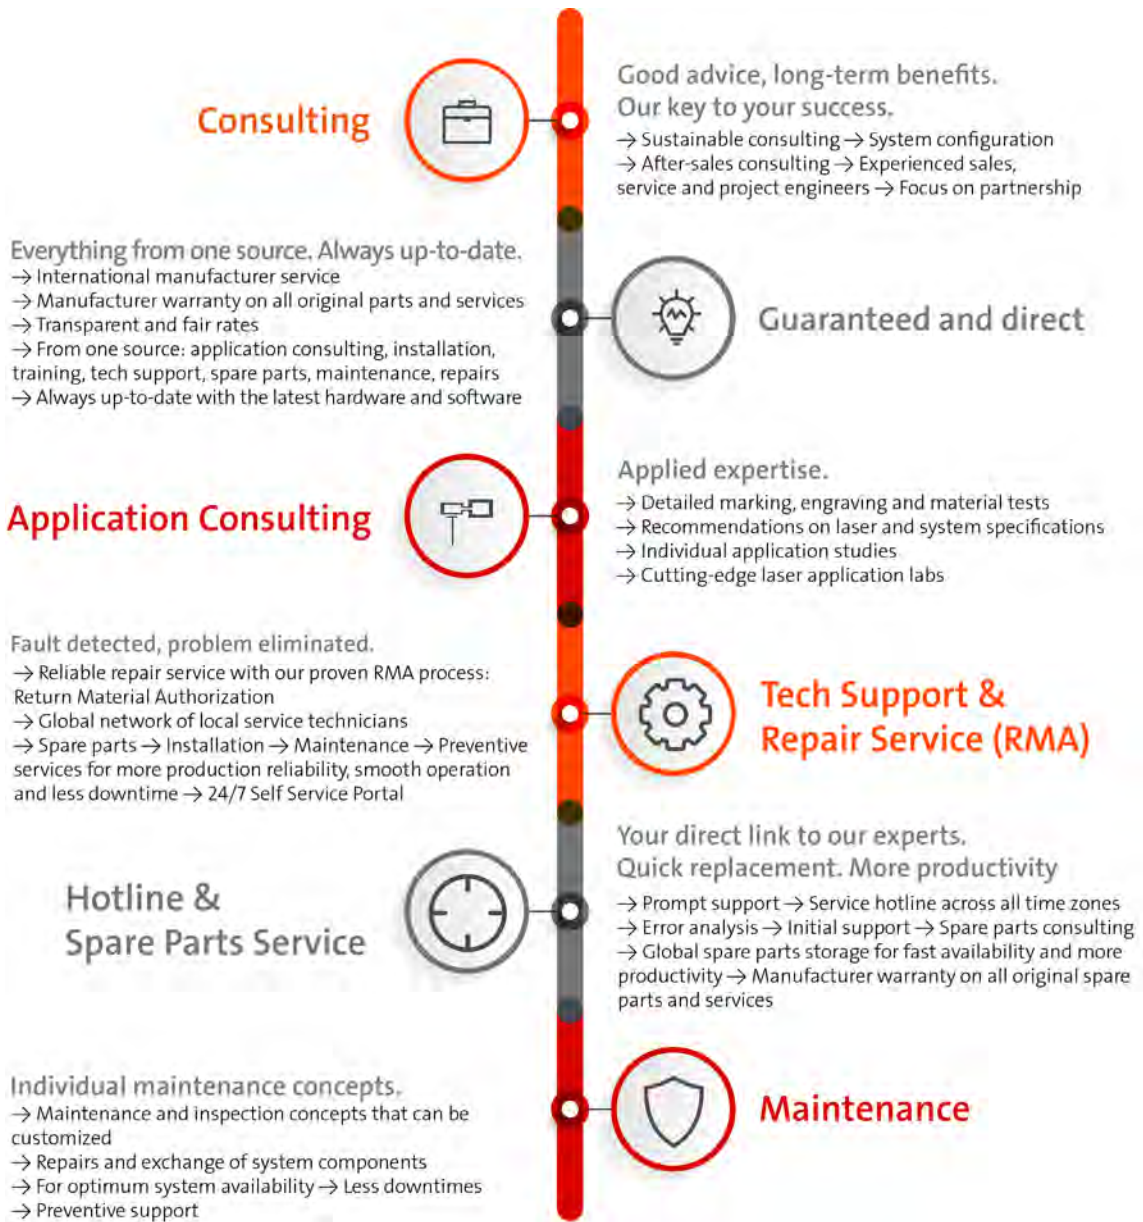 Consulting
Good advice, long-term benefits.
Our key to your success.
→ Sustainable consulting → System configuration
→ After-sales consulting → Experienced sales,
service and project engineers → Focus on partnership
Everything from one source. Always up-to-date.
→ International manufacturer service
→ Manufacturer warranty on all original parts and services
→ Transparent and fair rates
→ From one source: application consulting, installation,
training, tech support, spare parts, maintenance, repairs
→ Always up-to-date with the latest hardware and software
Guaranteed and direct
Application Consulting
Applied expertise.
→ Detailed marking, engraving and material tests
→ Recommendations on laser and system specifications
→ Individual application studies
→ Cutting-edge laser application labs
Fault detected, problem eliminated.
→ Reliable repair service with our proven RMA process:
Return Material Authorization
→ Global network of local service technicians
→ Spare parts → Installation → Maintenance → Preventive
services for more production reliability, smooth operation
and less downtime → 24/7 Self Service Portal
Tech Support &
Repair Service (RMA)
Hotline &
Spare Parts Service
Your direct link to our experts.
Quick replacement. More productivity
→ Prompt support → Service hotline across all time zones
→ Error analysis → Initial support → Spare parts consulting
→ Global spare parts storage for fast availability and more
productivity → Manufacturer warranty on all original spare
parts and services
Individual maintenance concepts.
→ Maintenance and inspection concepts that can be
customized
→ Repairs and exchange of system components
→ For optimum system availability → Less downtimes
→ Preventive support
Maintenance